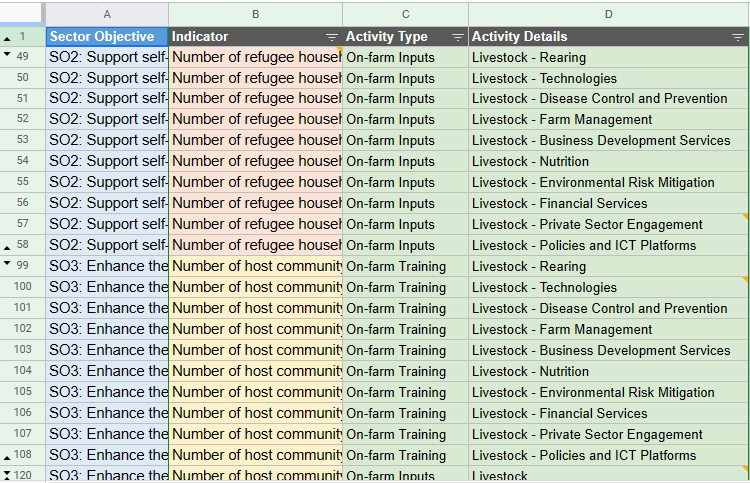 A B C D
1 Sector Objective Indicator Activity Type Activity Details
49 SO2: Support self- Number of refugee househ On-farm Inputs Livestock - Rearing
50 SO2: Support self- Number of refugee househ On-farm Inputs Livestock - Technologies
51 SO2: Support self- Number of refugee househ On-farm Inputs Livestock - Disease Control and Prevention
52 SO2: Support self- Number of refugee househ On-farm Inputs Livestock - Farm Management
53 SO2: Support self- Number of refugee househ On-farm Inputs Livestock - Business Development Services
54 SO2: Support self- Number of refugee househ On-farm Inputs Livestock - Nutrition
55 SO2: Support self- Number of refugee househ On-farm Inputs Livestock - Environmental Risk Mitigation
56 SO2: Support self- Number of refugee househ On-farm Inputs Livestock - Financial Services
57 SO2: Support self- Number of refugee househ On-farm Inputs Livestock - Private Sector Engagement
58 SO2: Support self- Number of refugee househ On-farm Inputs Livestock - Policies and ICT Platforms
99 SO3: Enhance the Number of host community On-farm Training Livestock - Rearing
100 SO3: Enhance the Number of host community On-farm Training Livestock - Technologies
101 SO3: Enhance the Number of host community On-farm Training Livestock - Disease Control and Prevention
102 SO3: Enhance the Number of host community On-farm Training Livestock - Farm Management
103 SO3: Enhance the Number of host community On-farm Training Livestock - Business Development Services
104 SO3: Enhance the Number of host community On-farm Training Livestock - Nutrition
105 SO3: Enhance the Number of host community On-farm Training Livestock - Environmental Risk Mitigation
106 SO3: Enhance the Number of host community On-farm Training Livestock - Financial Services
107 SO3: Enhance the Number of host community On-farm Training Livestock - Private Sector Engagement
108 SO3: Enhance the Number of host community On-farm Training Livestock - Policies and ICT Platforms
120 SO3: Enhance the Number of host community On-farm Inputs Livestock